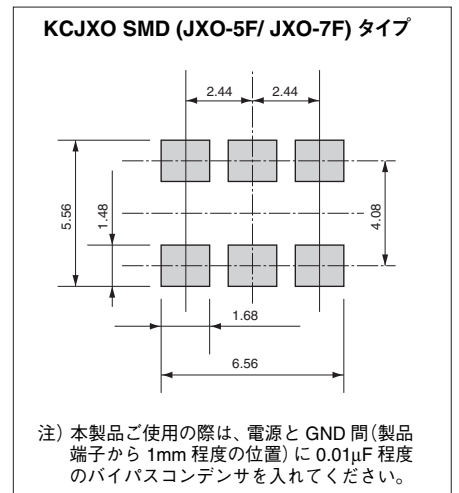 KCJXO SMD (JXO-5F/ JXO-7F) タイプ
2.44 2.44
5.56
1.48
4.08
1.68
6.56
注) 本製品ご使用の際は、電源と GND 間(製品
端子から 1mm 程度の位置)に 0.01μF 程度
のバイパスコンデンサを入れてください。